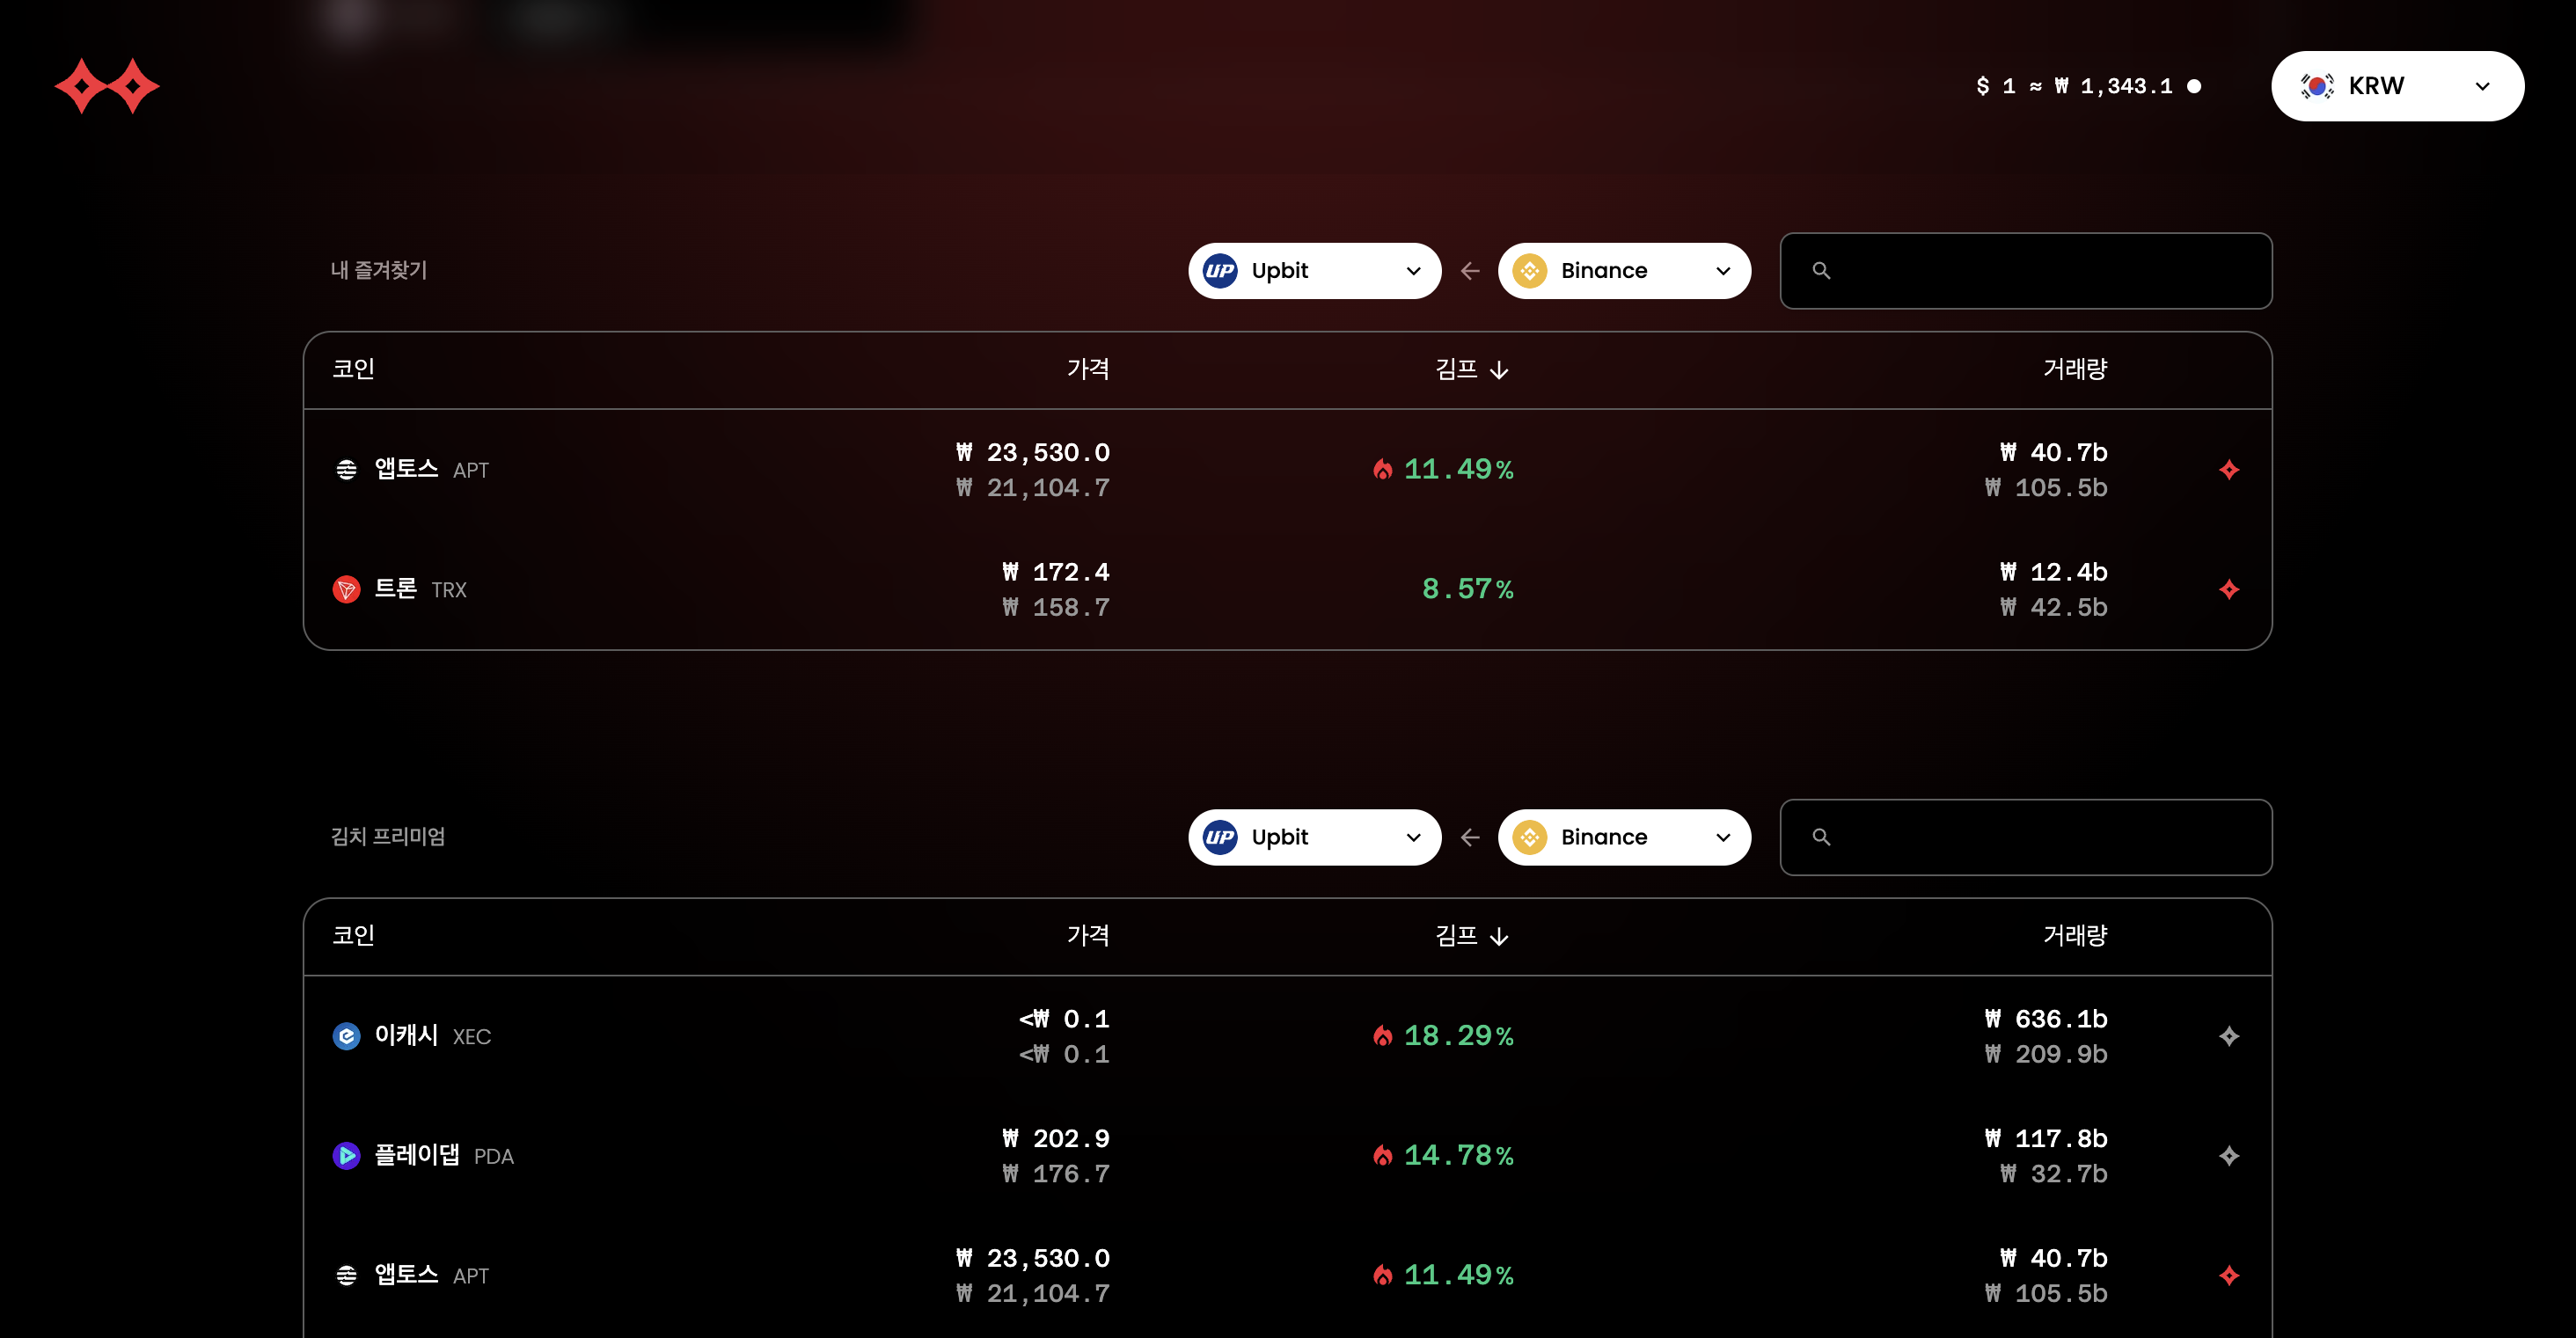 $ 1 ≈ ₩ 1,343.1
KRW
내 즐겨찾기
UP Upbit
Binance
코인 가격 김프 ↓ 거래량
앱토스 APT ₩ 23,530.0 11.49% ₩ 40.7b
₩ 21,104.7 ₩ 105.5b
트론 TRX ₩ 172.4 8.57% ₩ 12.4b
₩ 158.7 ₩ 42.5b
김치 프리미엄
UP Upbit
Binance
코인 가격 김프 ↓ 거래량
이캐시 XEC <₩ 0.1 18.29% ₩ 636.1b
<₩ 0.1 ₩ 209.9b
플레이댑 PDA ₩ 202.9 14.78% ₩ 117.8b
₩ 176.7 ₩ 32.7b
앱토스 APT ₩ 23,530.0 11.49% ₩ 40.7b
₩ 21,104.7 ₩ 105.5b